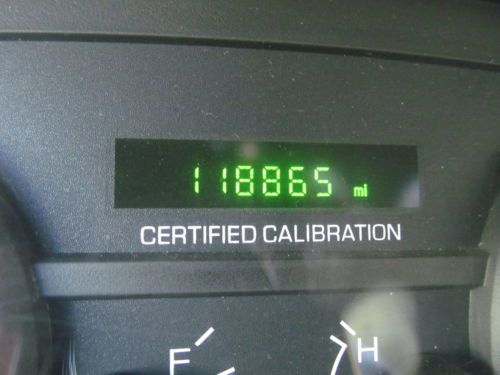 118865 mi
CERTIFIED CALIBRATION
F H